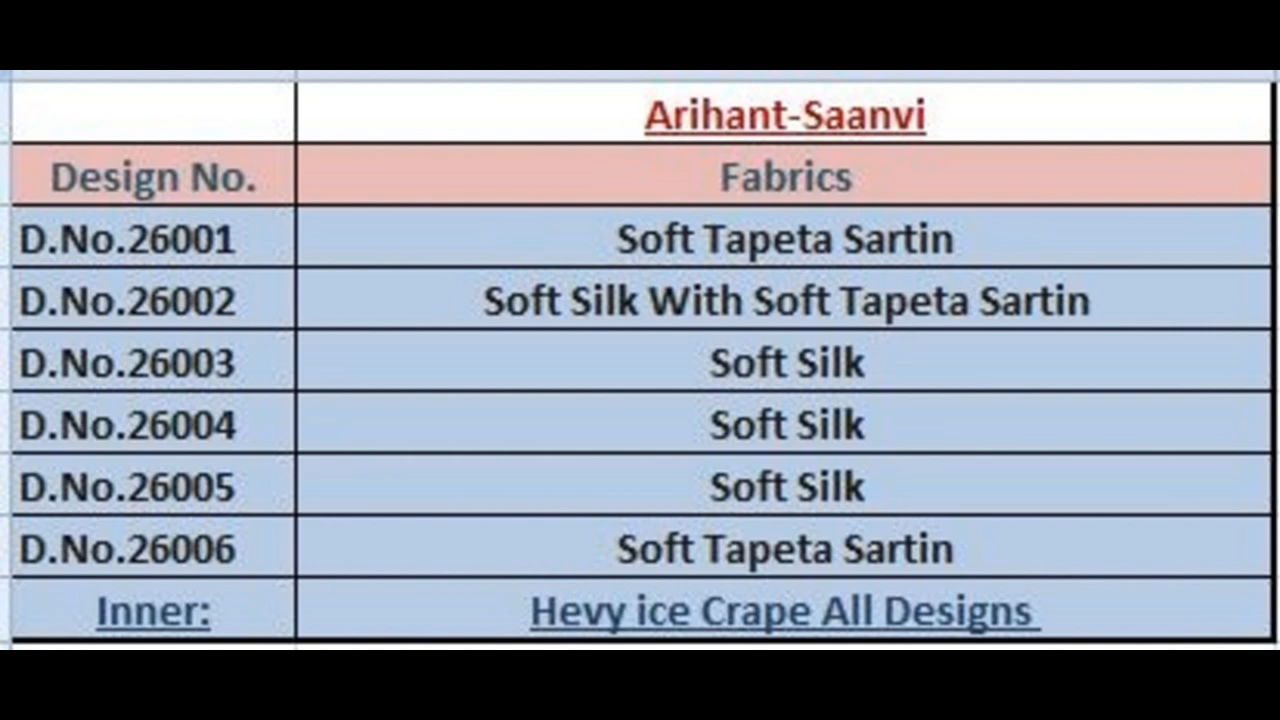 Arihant-Saanvi
Design No. Fabrics
D.No.26001 Soft Tapeta Sartin
D.No.26002 Soft Silk With Soft Tapeta Sartin
D.No.26003 Soft Silk
D.No.26004 Soft Silk
D.No.26005 Soft Silk
D.No.26006 Soft Tapeta Sartin
Inner: Hevy ice Crape All Designs